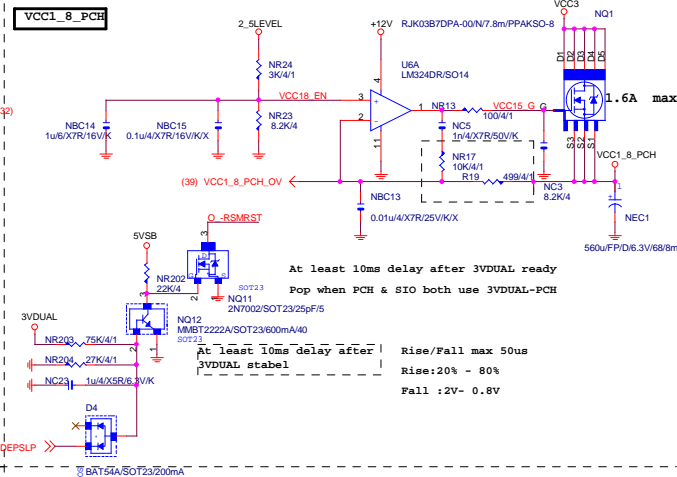 VCC1_8_PCH
2_5LEVEL
+12V
RJK03B7DPA-00/N/7.8m/PPAKSO-8
VCC3
NQ1
NR24
3K/4/1
U6A
LM324DR/SO14
D1
D2
D3
D4
D5
4
VCC18_EN
3
+
1
NR13
VCC15_G
G
1.6A max
32)
NBC14
1u/6/X7R/16V/K
NBC15
0.1u/4/X7R/16V/K/X
NR23
8.2K/4
2
-
11
100/4/1
NC5
1n/4/X7R/50V/K
S3
S2
S1
NR17
10K/4/1
VCC1_8_PCH
(39) VCC1_8_PCH_OV
R19
499/4/1
NBC13
0.01u/4/X7R/25V/K/X
NC3
8.2K/4
1
NEC1
560u/FP/D/6.3V/68/8m
O_-RSMRST
3
5VSB
D
G
S
NR202
22K/4
SOT23
2
1
NQ11
2N7002/SOT23/25pF/5
At least 10ms delay after 3VDUAL ready
Pop when PCH & SIO both use 3VDUAL-PCH
3
NQ12
MMBT2222A/SOT23/600mA/40
SOT23
3VDUAL
NR203
75K/4/1
2
1
At least 10ms delay after
3VDUAL stabel
Rise/Fall max 50us
Rise:20% - 80%
Fall :2V- 0.8V
NR204
27K/4/1
NC23
1u/4/X5R/6.3V/K
D4
DEPSLP
BAT54A/SOT23/200mA